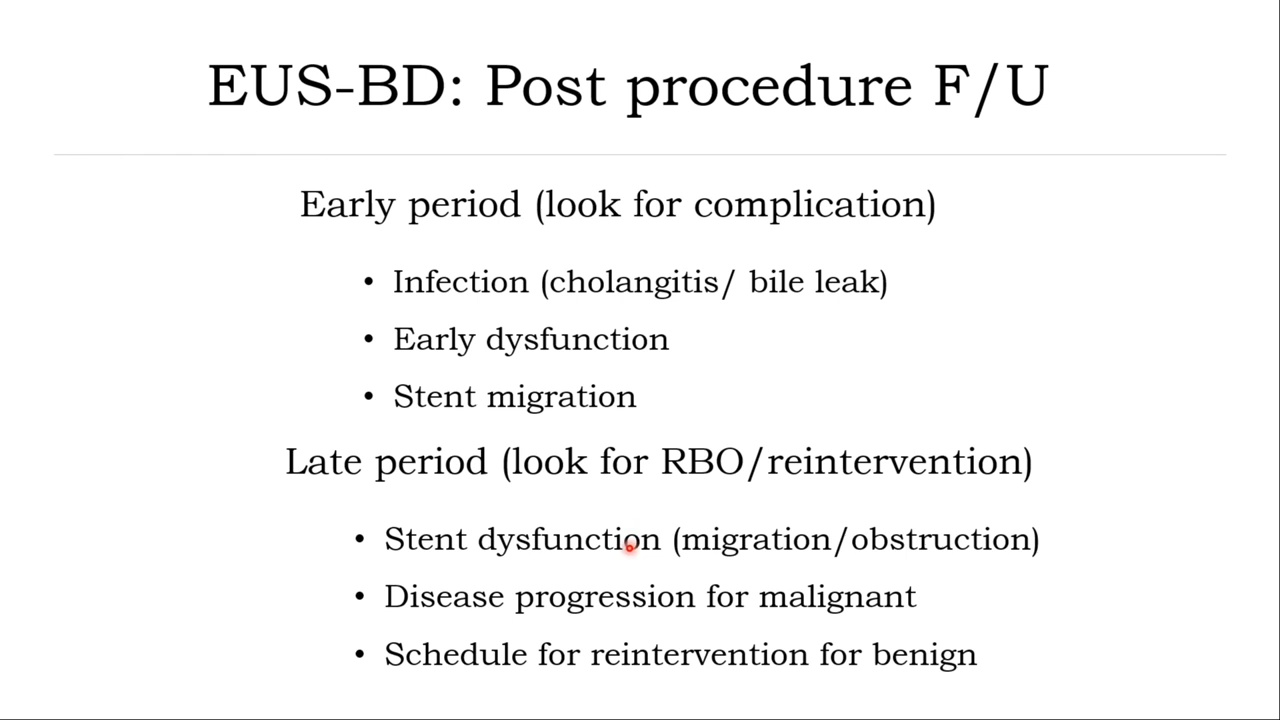 EUS-BD: Post procedure F/U
Early period (look for complication)
• Infection (cholangitis/ bile leak)
• Early dysfunction
• Stent migration
Late period (look for RBO/reintervention)
• Stent dysfunction (migration/obstruction)
• Disease progression for malignant
• Schedule for reintervention for benign